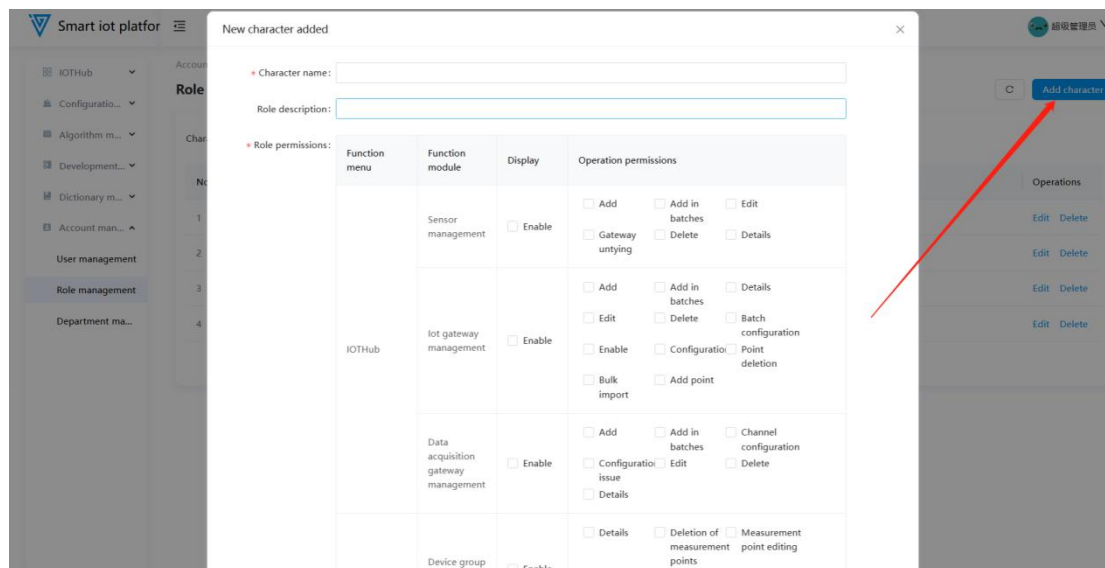 Smart iot platfor
New character added
超级管理员
IOTHub
Configuratio...
Algorithm m...
Development...
Dictionary m...
Account man...
User management
Role management
Department ma...
Accoun
Role
Add character
Char
No
1
2
3
4
Operations
Edit Delete
Edit Delete
Edit Delete
Edit Delete
* Character name:
Role description:
* Role permissions:
Function
menu
Function
module
Display
Operation permissions
IOTHub
Sensor
management
Enable
Add
Add in
batches
Edit
Gateway
untying
Delete
Details
Iot gateway
management
Enable
Add
Add in
batches
Details
Edit
Delete
Batch
configuration
Enable
Configuratio
Point
deletion
Bulk
import
Add point
Data
acquisition
gateway
management
Enable
Add
Add in
batches
Channel
configuration
Configuratio
issue
Edit
Delete
Details
Device group
Enable
Details
Deletion of
measurement
points
Measurement
point editing